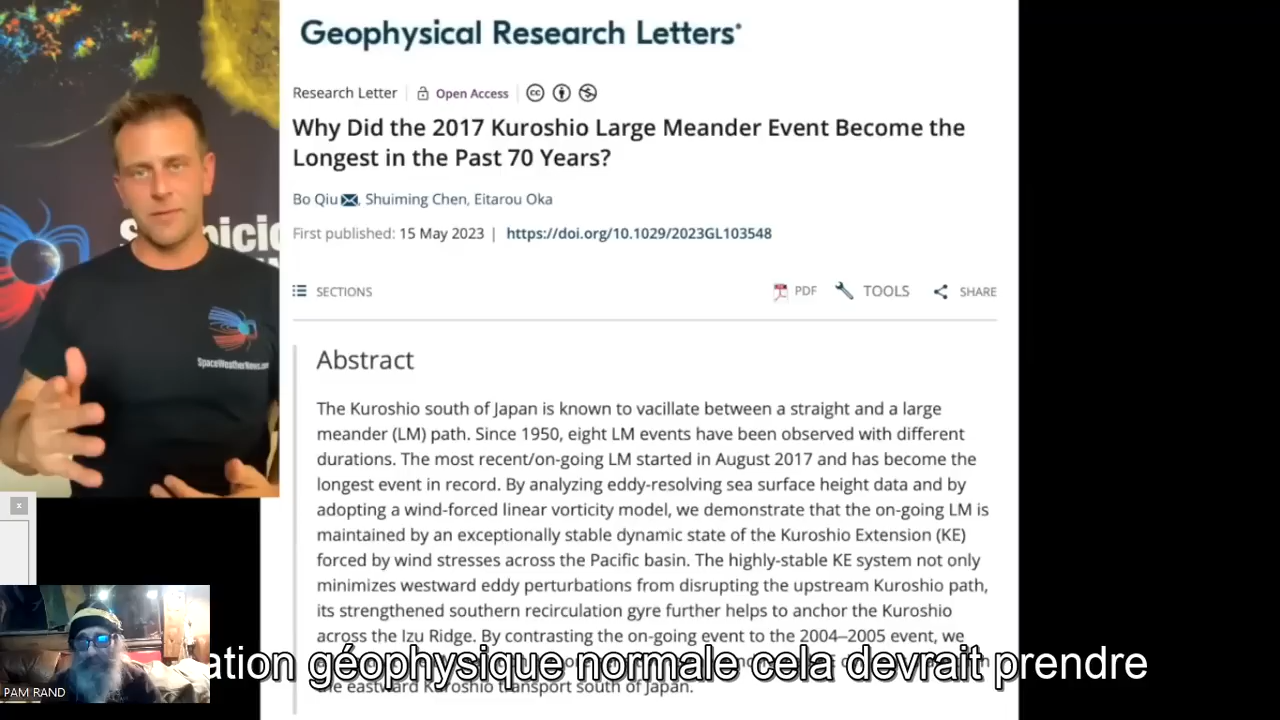 Geophysical Research Letters*
Research Letter | Open Access
Why Did the 2017 Kuroshio Large Meander Event Become the
Longest in the Past 70 Years?
Bo Qiu, Shuiming Chen, Eitarou Oka
First published: 15 May 2023 | https://doi.org/10.1029/2023GL103548
SECTIONS
PDF TOOLS SHARE
Abstract
The Kuroshio south of Japan is known to vacillate between a straight and a large
meander (LM) path. Since 1950, eight LM events have been observed with different
durations. The most recent/on-going LM started in August 2017 and has become the
longest event in record. By analyzing eddy-resolving sea surface height data and by
adopting a wind-forced linear vorticity model, we demonstrate that the on-going LM is
maintained by an exceptionally stable dynamic state of the Kuroshio Extension (KE)
forced by wind stresses across the Pacific basin. The highly-stable KE system not only
minimizes westward eddy perturbations from disrupting the upstream Kuroshio path,
its strengthened southern recirculation gyre further helps to anchor the Kuroshio
across the Izu Ridge. By contrasting the on-going event to the 2004–2005 event, we
eastward Kuroshio transport south of Japan.
ation géophysique normale cela devrait prendre
SpaceWeatherNews
PAM RAND